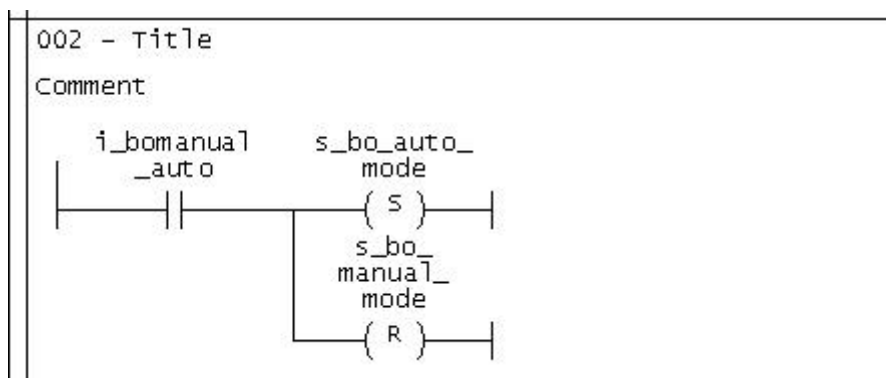 002 – Title
Comment
i_bomanual
_auto
s_bo_auto_
mode
S
s_bo_
manual_
mode
R